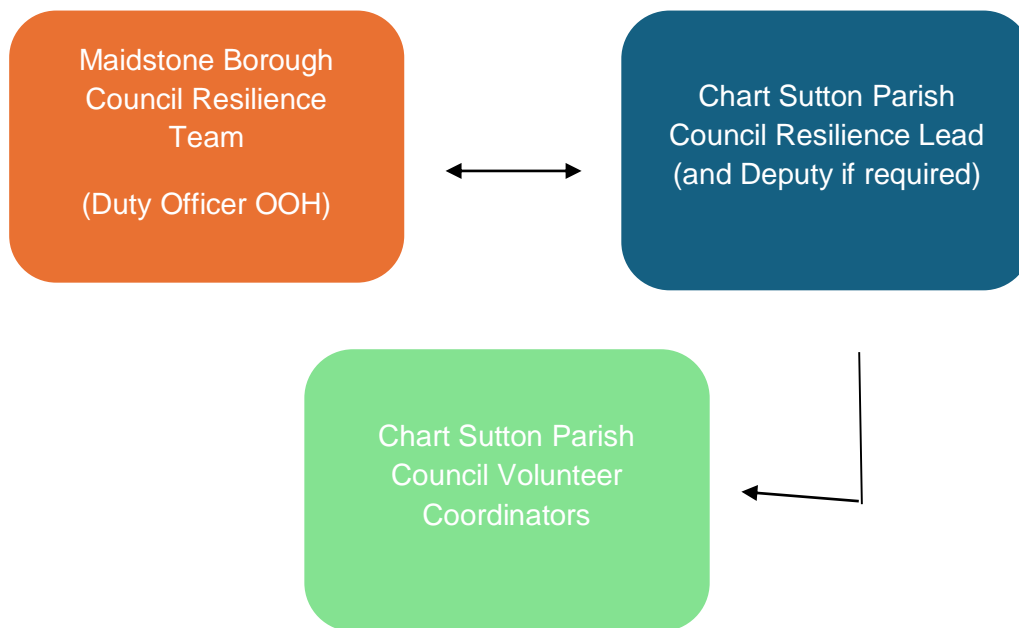 Maidstone Borough
Council Resilience
Team
(Duty Officer OOH)
Chart Sutton Parish
Council Resilience Lead
(and Deputy if required)
Chart Sutton Parish
Council Volunteer
Coordinators